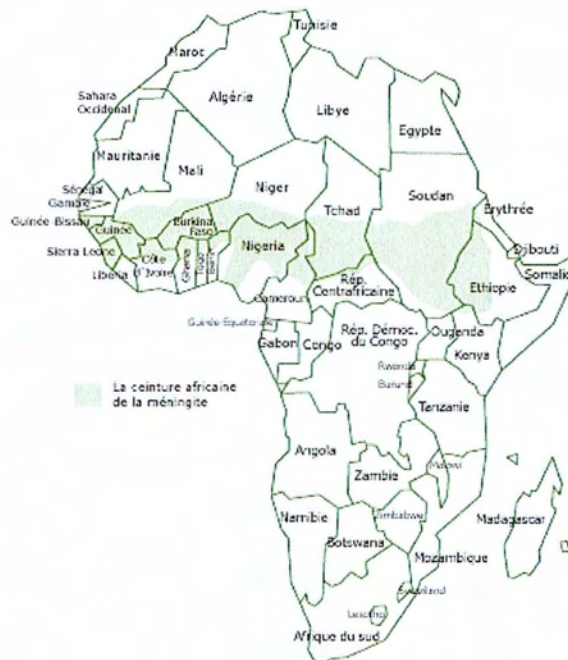 Tunisie
Maroc
Algérie
Libye
Egypte
Sahara
Occidenal
Mauritanie
Mali
Niger
Tchad
Soudan
Erythrée
Sénégal
Gambie
Guinée-Bissau
Guinée
Burkina
Faso
Sierra Leone
Libéria
Côte
d'Ivoire
Ghana
Togo
Bénin
Nigeria
Djibouti
Somalie
Ethiopie
Cameroun
Rép.
Centrafricaine
Guinée Equatoriale
Gabon
Congo
Rép. Démoc.
du Congo
Ouganda
Kenya
Rwanda
Burundi
Tanzanie
La ceinture africaine
de la méningite
Angola
Zambie
Malawi
Zimbabwe
Namibie
Botswana
Mozambique
Madagascar
Swaziland
Lesotho
Afrique du sud